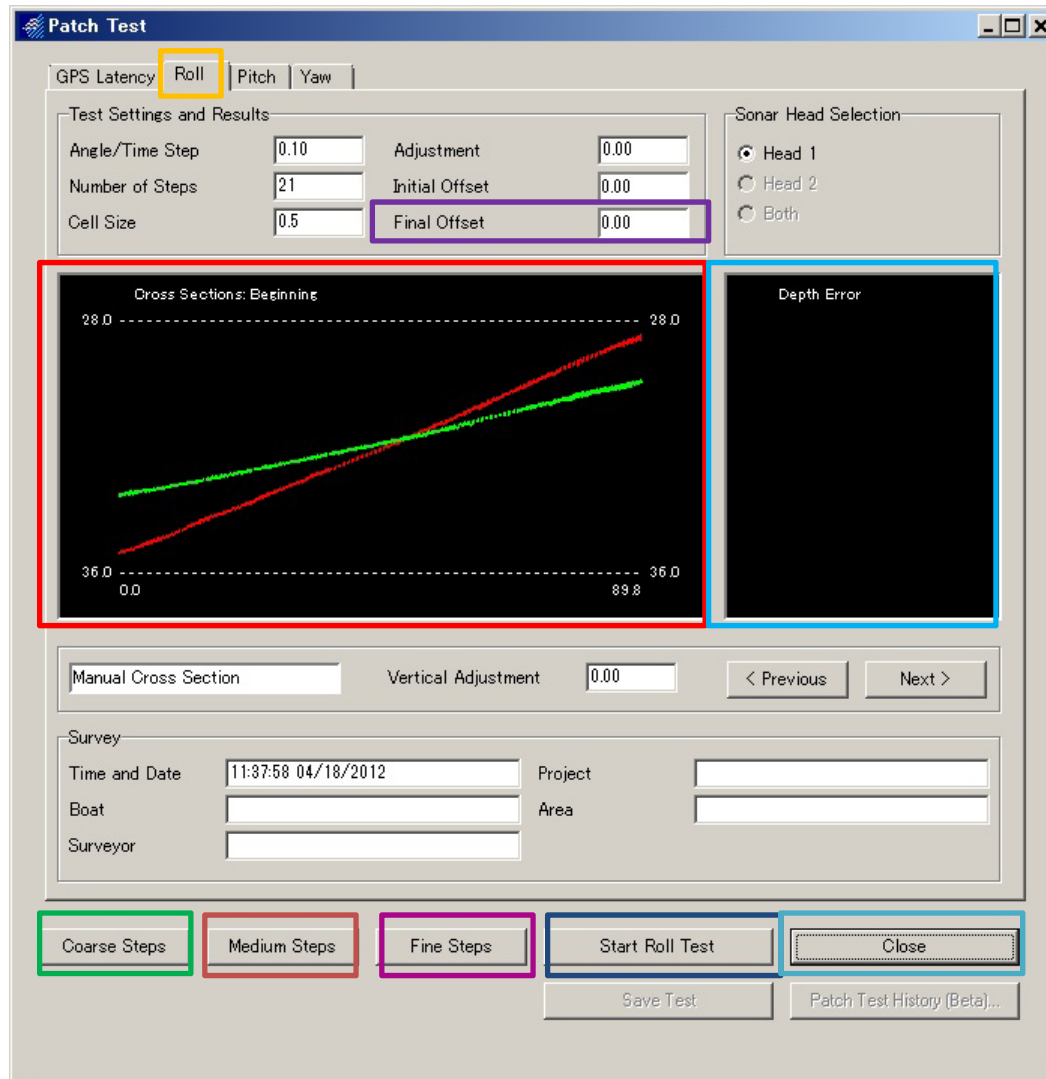 Patch Test
GPS Latency Roll Pitch Yaw
Test Settings and Results
Angle/Time Step 0.10 Adjustment 0.00
Number of Steps 21 Initial Offset 0.00
Cell Size 0.5 Final Offset 0.00
Sonar Head Selection
Head 1
Head 2
Both
Cross Sections: Beginning
28.0 28.0
36.0 36.0
0.0 89.8
Depth Error
Manual Cross Section Vertical Adjustment 0.00 < Previous Next >
Survey
Time and Date 11:37:58 04/18/2012 Project
Boat Area
Surveyor
Coarse Steps Medium Steps Fine Steps Start Roll Test Close
Save Test Patch Test History (Beta)...